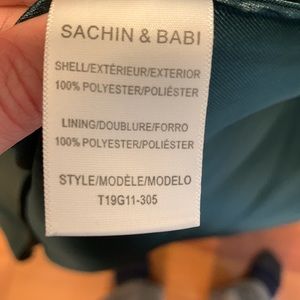 SACHIN & BABI
SHELL/EXTÉRIEUR/EXTERIOR
100% POLYESTER/POLIÉSTER
LINING/DOUBLURE/FORRO
100% POLYESTER/POLIÉSTER
STYLE/MODÈLE/MODELO
T19G11-305